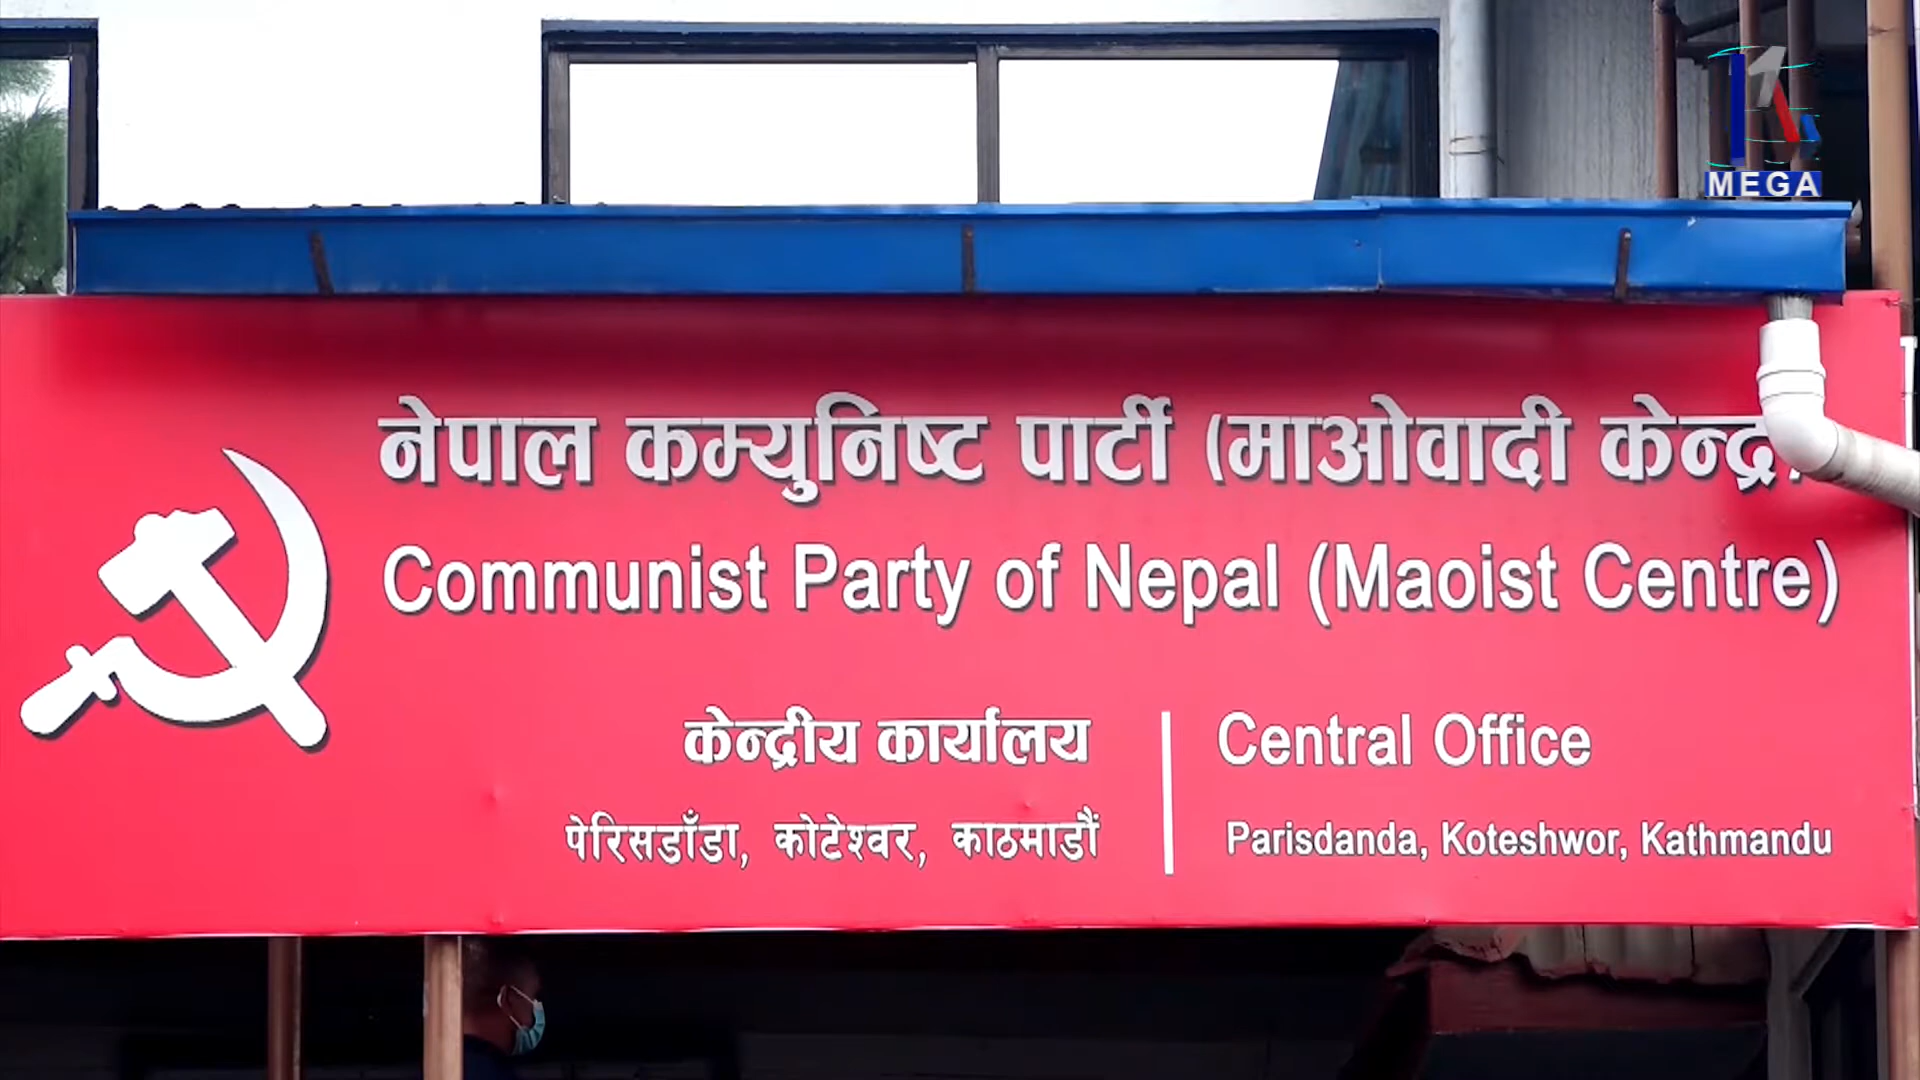 MEGA
नेपाल कम्युनिष्ट पार्टी (माओवादी केन्द्र)
Communist Party of Nepal (Maoist Centre)
केन्द्रीय कार्यालय
पेरिसडाँडा, कोटेश्वर, काठमाडौं
Central Office
Parisdanda, Koteshwor, Kathmandu